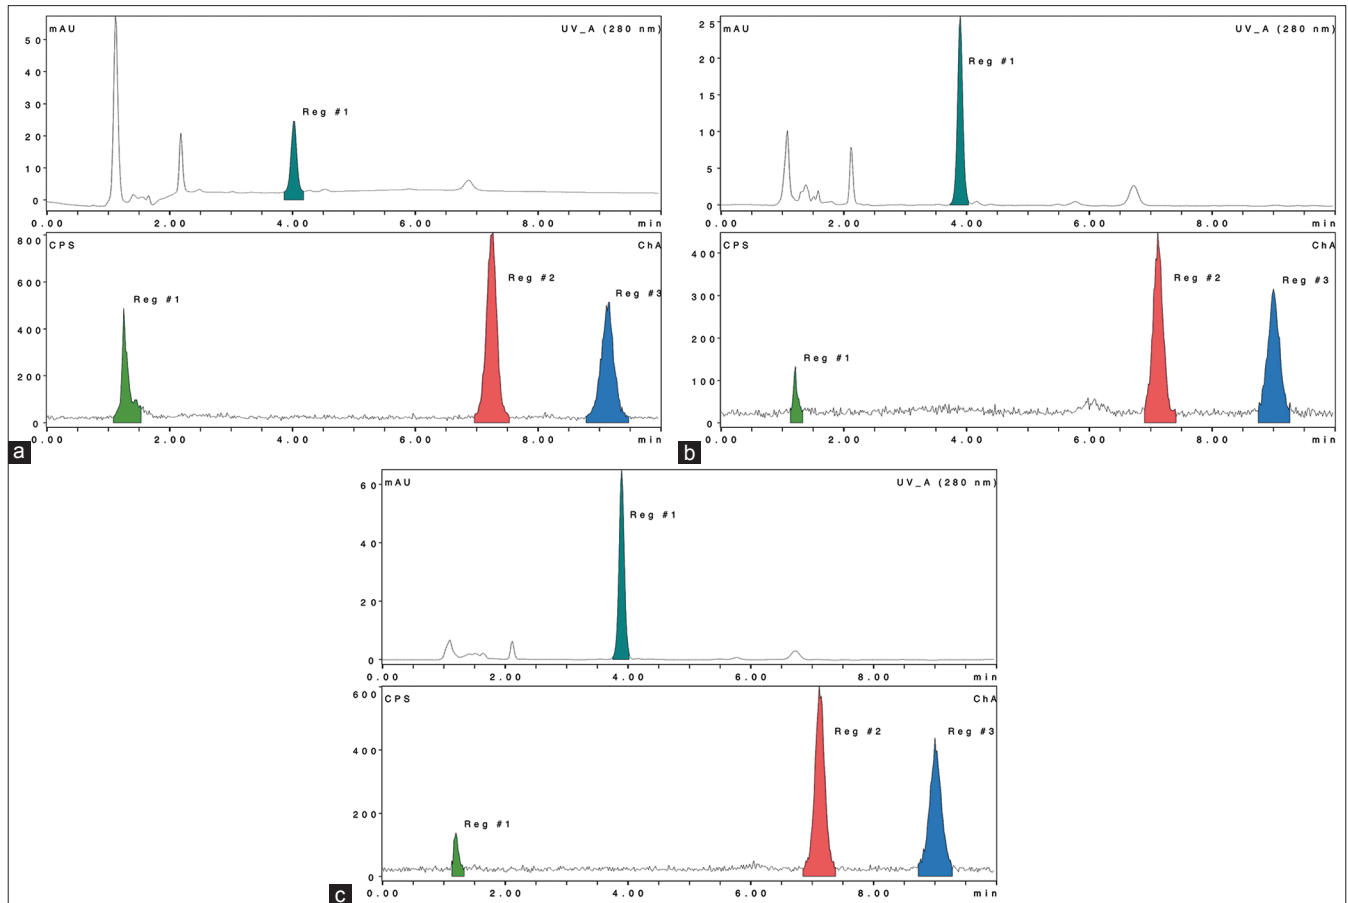 mAU UV_A (280 nm)
50
40
30
20
10
0
Reg #1
0.00 2.00 4.00 6.00 8.00 min
CPS ChA
800
600
400
200
0
Reg #1
Reg #2
Reg #3
0.00 2.00 4.00 6.00 8.00 min
a
mAU UV_A (280 nm)
25
20
15
10
5
0
Reg #1
0.00 2.00 4.00 6.00 8.00 min
CPS ChA
400
300
200
100
0
Reg #1
Reg #2
Reg #3
0.00 2.00 4.00 6.00 8.00 min
b
mAU UV_A (280 nm)
60
40
20
0
Reg #1
0.00 2.00 4.00 6.00 8.00 min
CPS ChA
600
400
200
0
Reg #1
Reg #2
Reg #3
0.00 2.00 4.00 6.00 8.00 min
c